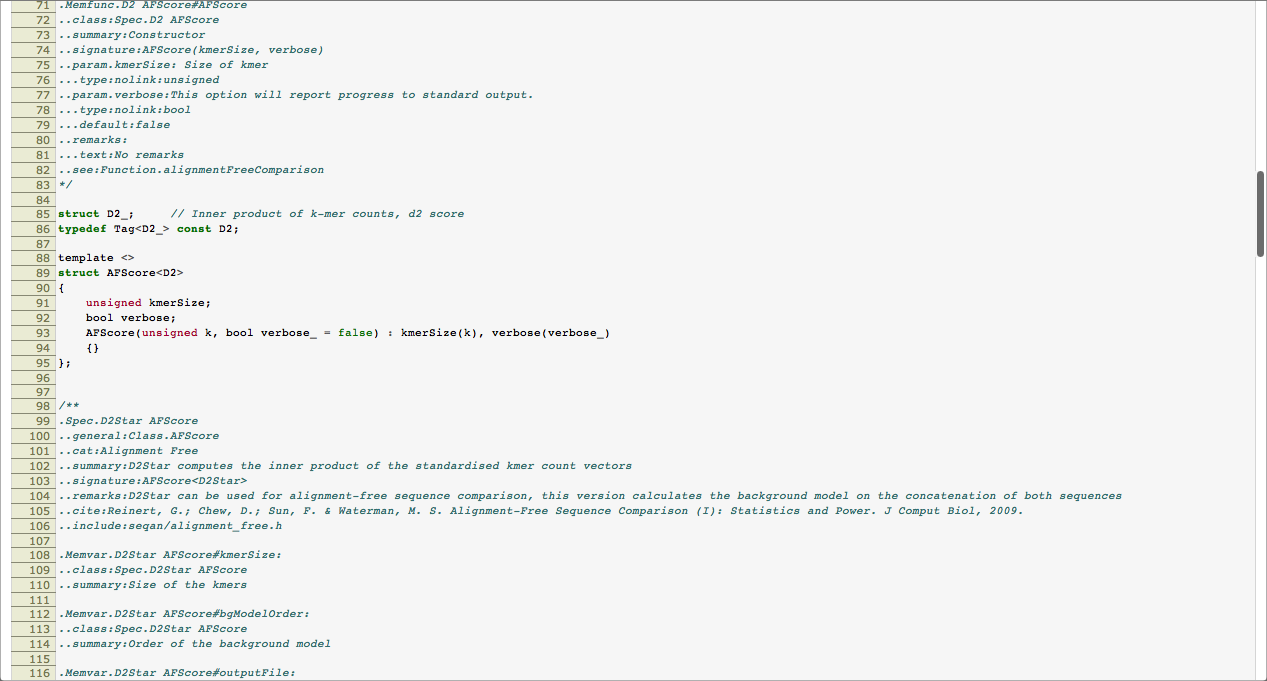 71 .Memfunc.D2 AFScore#AFScore
72 ..class:Spec.D2 AFScore
73 ..summary:Constructor
74 ..signature:AFScore(kmerSize, verbose)
75 ..param.kmerSize: Size of kmer
76 ...type:nolink:unsigned
77 ..param.verbose:This option will report progress to standard output.
78 ...type:nolink:bool
79 ...default:false
80 ..remarks:
81 ...text:No remarks
82 ..see:Function.alignmentFreeComparison
83 */
84
85 struct D2_;     // Inner product of k-mer counts, d2 score
86 typedef Tag<D2_> const D2;
87
88 template <>
89 struct AFScore<D2>
90 {
91     unsigned kmerSize;
92     bool verbose;
93     AFScore(unsigned k, bool verbose_ = false) : kmerSize(k), verbose(verbose_)
94     {}
95 };
96
97
98 /**
99 .Spec.D2Star AFScore
100 ..general:Class.AFScore
101 ..cat:Alignment Free
102 ..summary:D2Star computes the inner product of the standardised kmer count vectors
103 ..signature:AFScore<D2Star>
104 ..remarks:D2Star can be used for alignment-free sequence comparison, this version calculates the background model on the concatenation of both sequences
105 ..cite:Reinert, G.; Chew, D.; Sun, F. & Waterman, M. S. Alignment-Free Sequence Comparison (I): Statistics and Power. J Comput Biol, 2009.
106 ..include:seqan/alignment_free.h
107
108 .Memvar.D2Star AFScore#kmerSize:
109 ..class:Spec.D2Star AFScore
110 ..summary:Size of the kmers
111
112 .Memvar.D2Star AFScore#bgModelOrder:
113 ..class:Spec.D2Star AFScore
114 ..summary:Order of the background model
115
116 .Memvar.D2Star AFScore#outputFile: